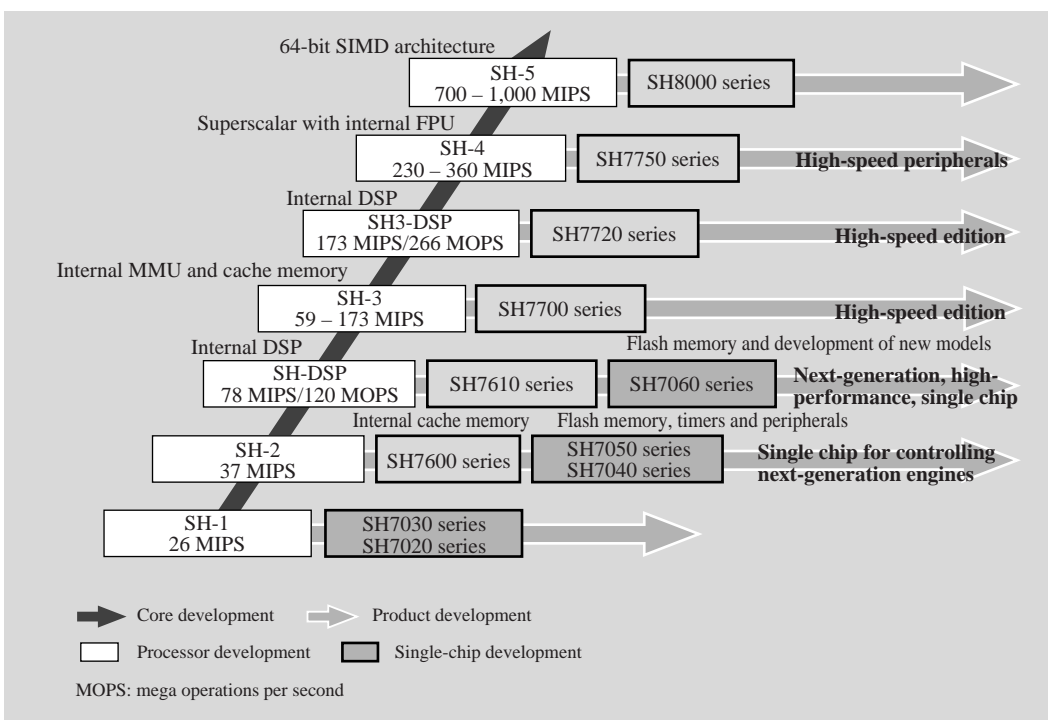 64-bit SIMD architecture
SH-5
700 – 1,000 MIPS
SH8000 series
Superscalar with internal FPU
SH-4
230 – 360 MIPS
SH7750 series
High-speed peripherals
Internal DSP
SH3-DSP
173 MIPS/266 MOPS
SH7720 series
High-speed edition
Internal MMU and cache memory
SH-3
59 – 173 MIPS
SH7700 series
High-speed edition
Internal DSP
Flash memory and development of new models
SH-DSP
78 MIPS/120 MOPS
SH7610 series
SH7060 series
Next-generation, high-
performance, single chip
Internal cache memory
Flash memory, timers and peripherals
SH-2
37 MIPS
SH7600 series
SH7050 series
SH7040 series
Single chip for controlling
next-generation engines
SH-1
26 MIPS
SH7030 series
SH7020 series
Core development
Product development
Processor development
Single-chip development
MOPS: mega operations per second